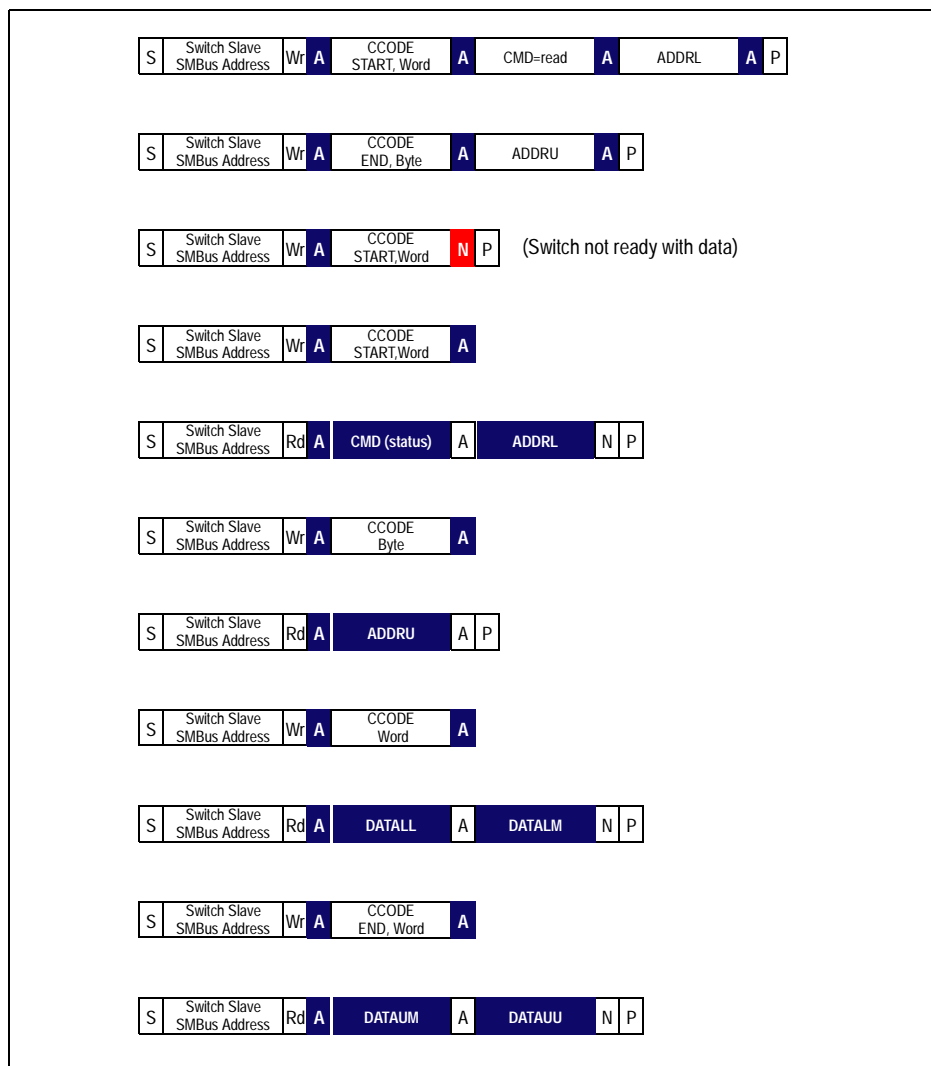 S Switch Slave SMBus Address Wr A CCODE START, Word A CMD=read A ADDRL A P
S Switch Slave SMBus Address Wr A CCODE END, Byte A ADDRU A P
S Switch Slave SMBus Address Wr A CCODE START,Word N P (Switch not ready with data)
S Switch Slave SMBus Address Wr A CCODE START,Word A
S Switch Slave SMBus Address Rd A CMD (status) A ADDRL N P
S Switch Slave SMBus Address Wr A CCODE Byte A
S Switch Slave SMBus Address Rd A ADDRU A P
S Switch Slave SMBus Address Wr A CCODE Word A
S Switch Slave SMBus Address Rd A DATALL A DATALM N P
S Switch Slave SMBus Address Wr A CCODE END, Word A
S Switch Slave SMBus Address Rd A DATAUM A DATAUU N P